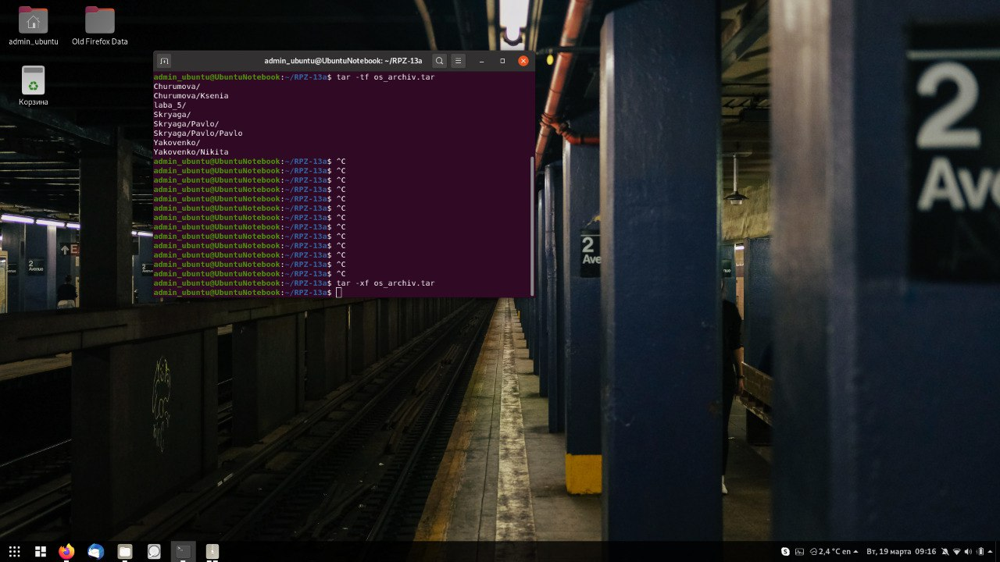 admin_ubuntu
Old Firefox Data
Корзина
admin_ubuntu@UbuntuNotebook: ~/RPZ-13a
admin_ubuntu@UbuntuNotebook:~/RPZ-13a$ tar -tf os_archiv.tar
Churumova/
Churumova/Ksenia
laba_5/
Skryaga/
Skryaga/Pavlo/
Skryaga/Pavlo/Pavlo
Yakovenko/
Yakovenko/Nikita
admin_ubuntu@UbuntuNotebook:~/RPZ-13a$ ^C
admin_ubuntu@UbuntuNotebook:~/RPZ-13a$ ^C
admin_ubuntu@UbuntuNotebook:~/RPZ-13a$ ^C
admin_ubuntu@UbuntuNotebook:~/RPZ-13a$ ^C
admin_ubuntu@UbuntuNotebook:~/RPZ-13a$ ^C
admin_ubuntu@UbuntuNotebook:~/RPZ-13a$ ^C
admin_ubuntu@UbuntuNotebook:~/RPZ-13a$ ^C
admin_ubuntu@UbuntuNotebook:~/RPZ-13a$ ^C
admin_ubuntu@UbuntuNotebook:~/RPZ-13a$ ^C
admin_ubuntu@UbuntuNotebook:~/RPZ-13a$ ^C
admin_ubuntu@UbuntuNotebook:~/RPZ-13a$ ^C
admin_ubuntu@UbuntuNotebook:~/RPZ-13a$ ^C
admin_ubuntu@UbuntuNotebook:~/RPZ-13a$ ^C
admin_ubuntu@UbuntuNotebook:~/RPZ-13a$ tar -xf os_archiv.tar
admin_ubuntu@UbuntuNotebook:~/RPZ-13a$
2
Av
2
Ave
2
Avenue
E
2
2,4 °C en Вт, 19 марта 09:16